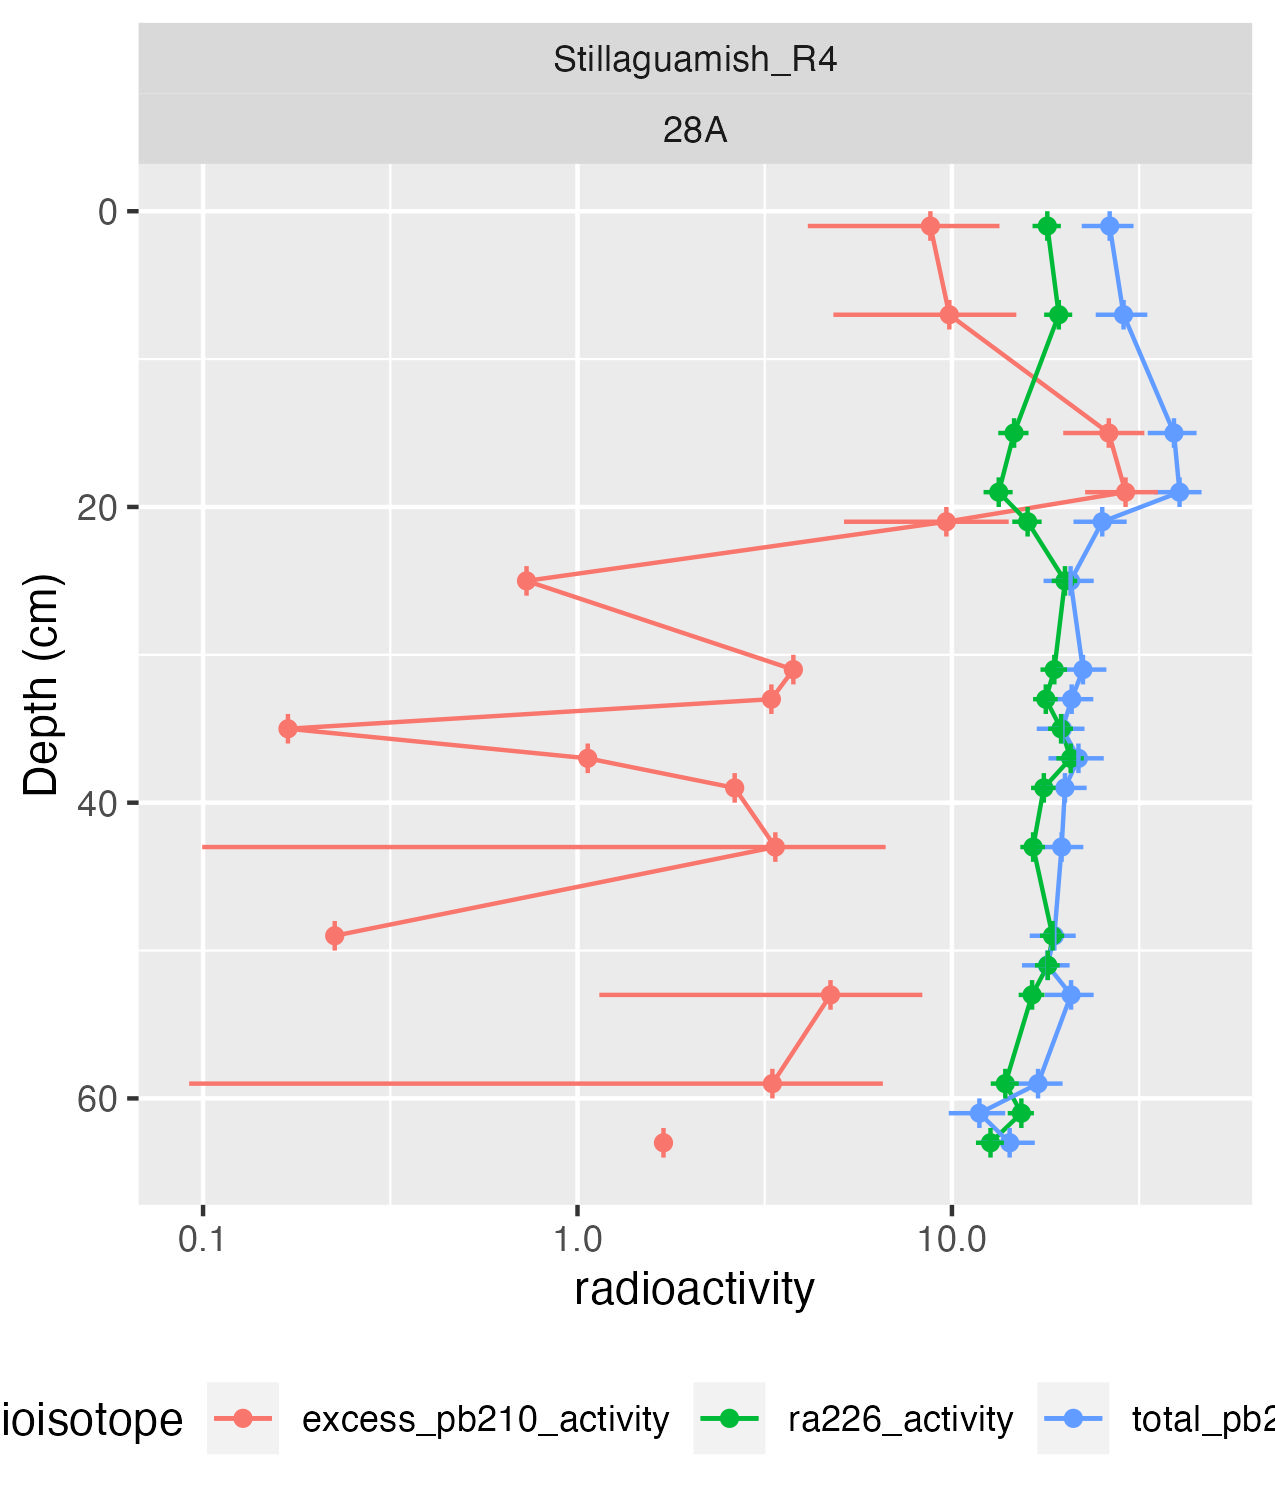 Stillaguamish_R4
28A
0
20
40
60
Depth (cm)
0.1 1.0 10.0
radioactivity
ioisotope excess_pb210_activity ra226_activity total_pb2